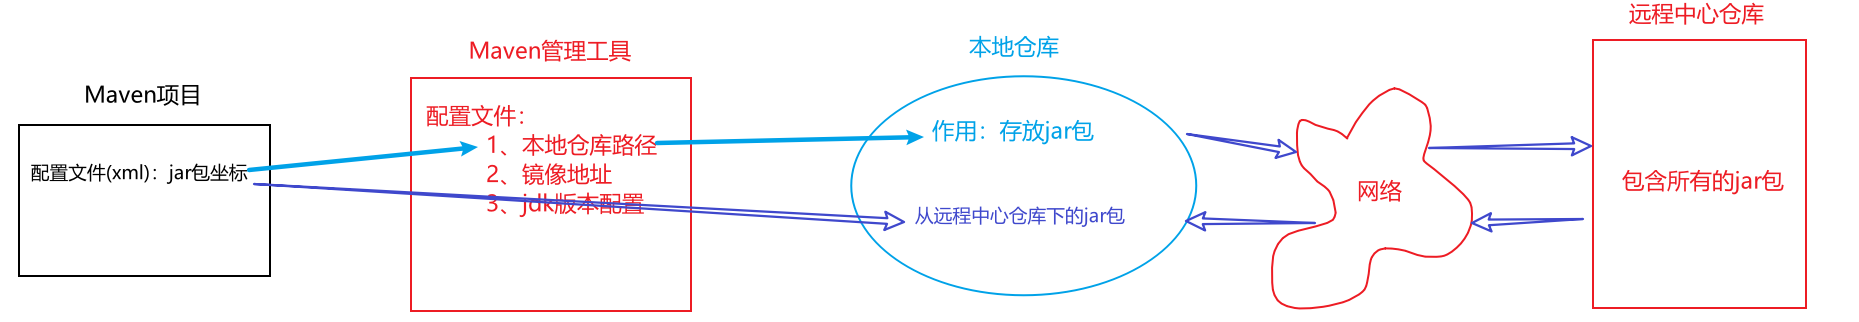 Maven项目
配置文件(xml)：jar包坐标
Maven管理工具
配置文件：
1、本地仓库路径
2、镜像地址
3、jdk版本配置
本地仓库
作用：存放jar包
从远程中心仓库下的jar包
网络
远程中心仓库
包含所有的jar包